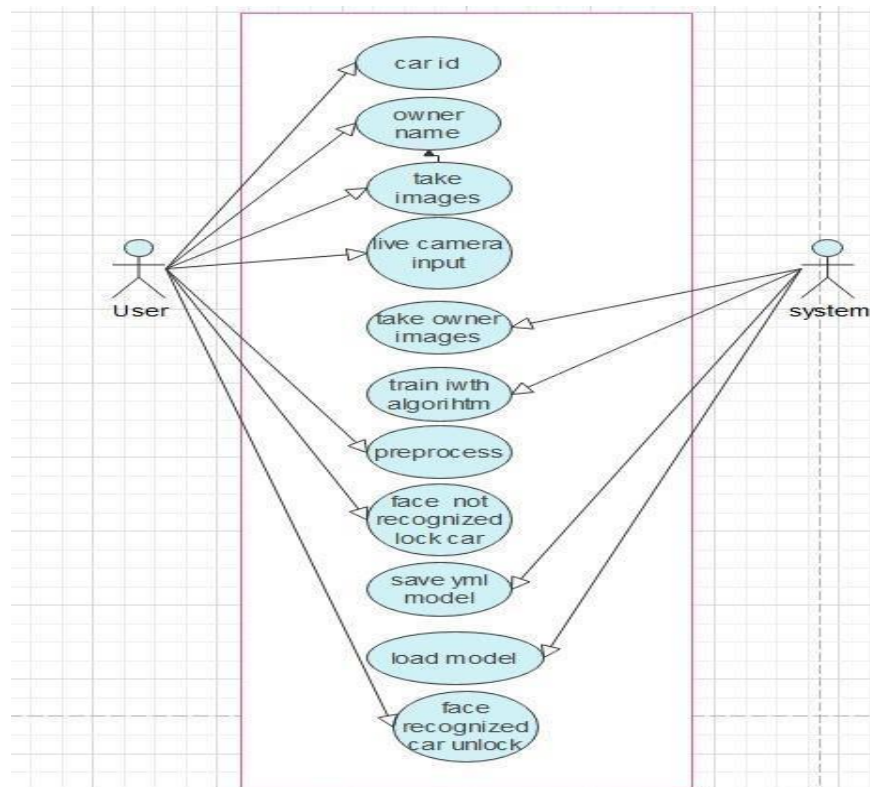 car id
owner
name
take
images
live camera
input
User
take owner
images
system
train iwth
algorihtm
preprocess
face not
recognized
lock car
save yml
model
load model
face
recognized
car unlock